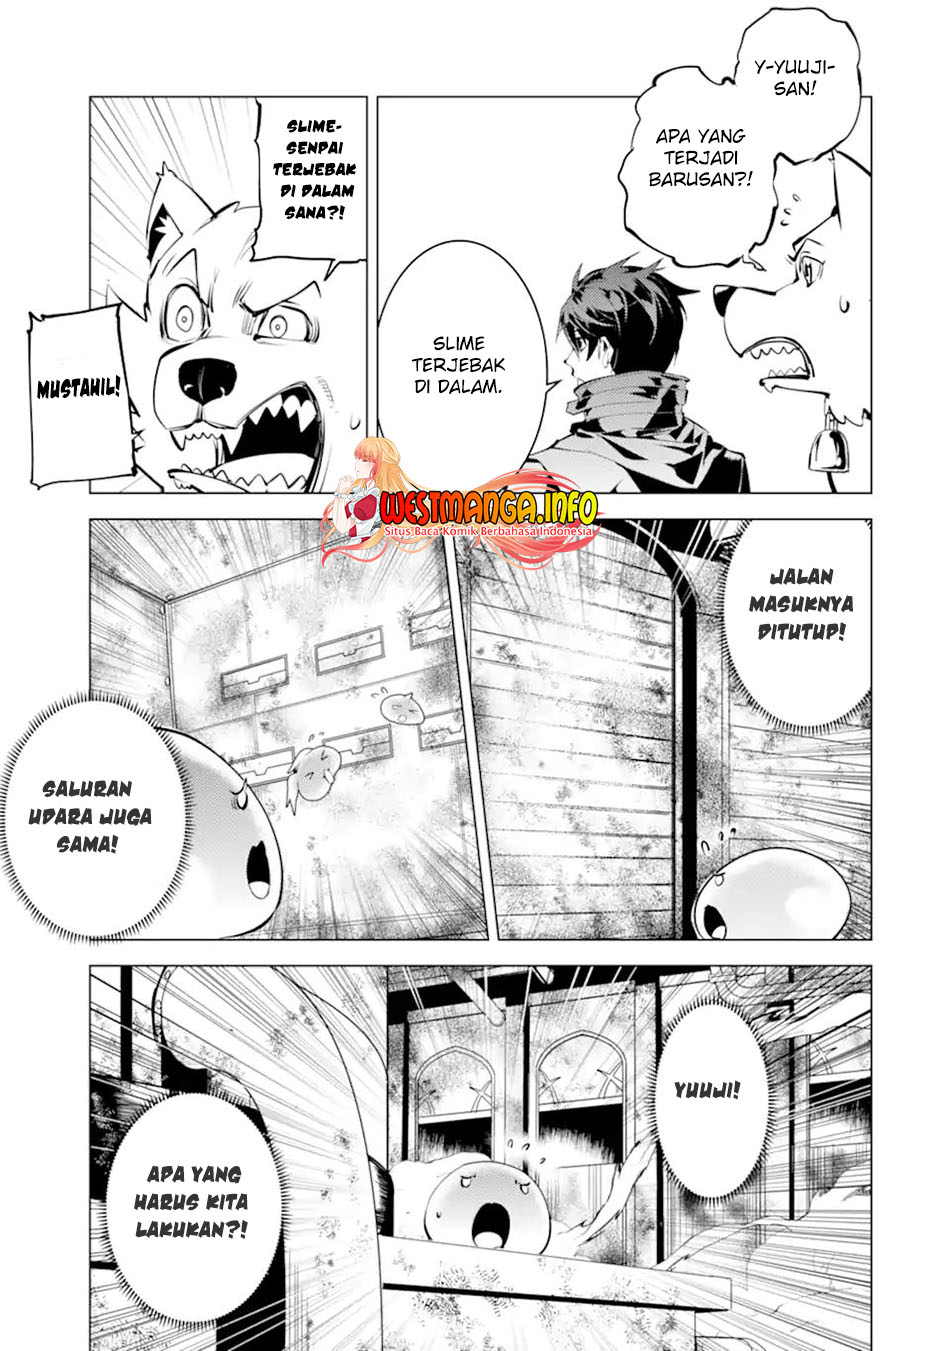 Y-YUUJI-
SAN!
APA YANG
TERJADI
BARUSAN?!
SLIME
TERJEBAK
DI DALAM.
SLIME-
SENPAI
TERJEBAK
DI DALAM
SANA?!
MUSTAHIL!
WESTMANGA.INFO
Situs Baca Komik Berbahasa Indonesia
JALAN
MASUKNYA
DITUTUP!
SALURAN
UDARA JUGA
SAMA!
YUUJI!
APA YANG
HARUS KITA
LAKUKAN?!